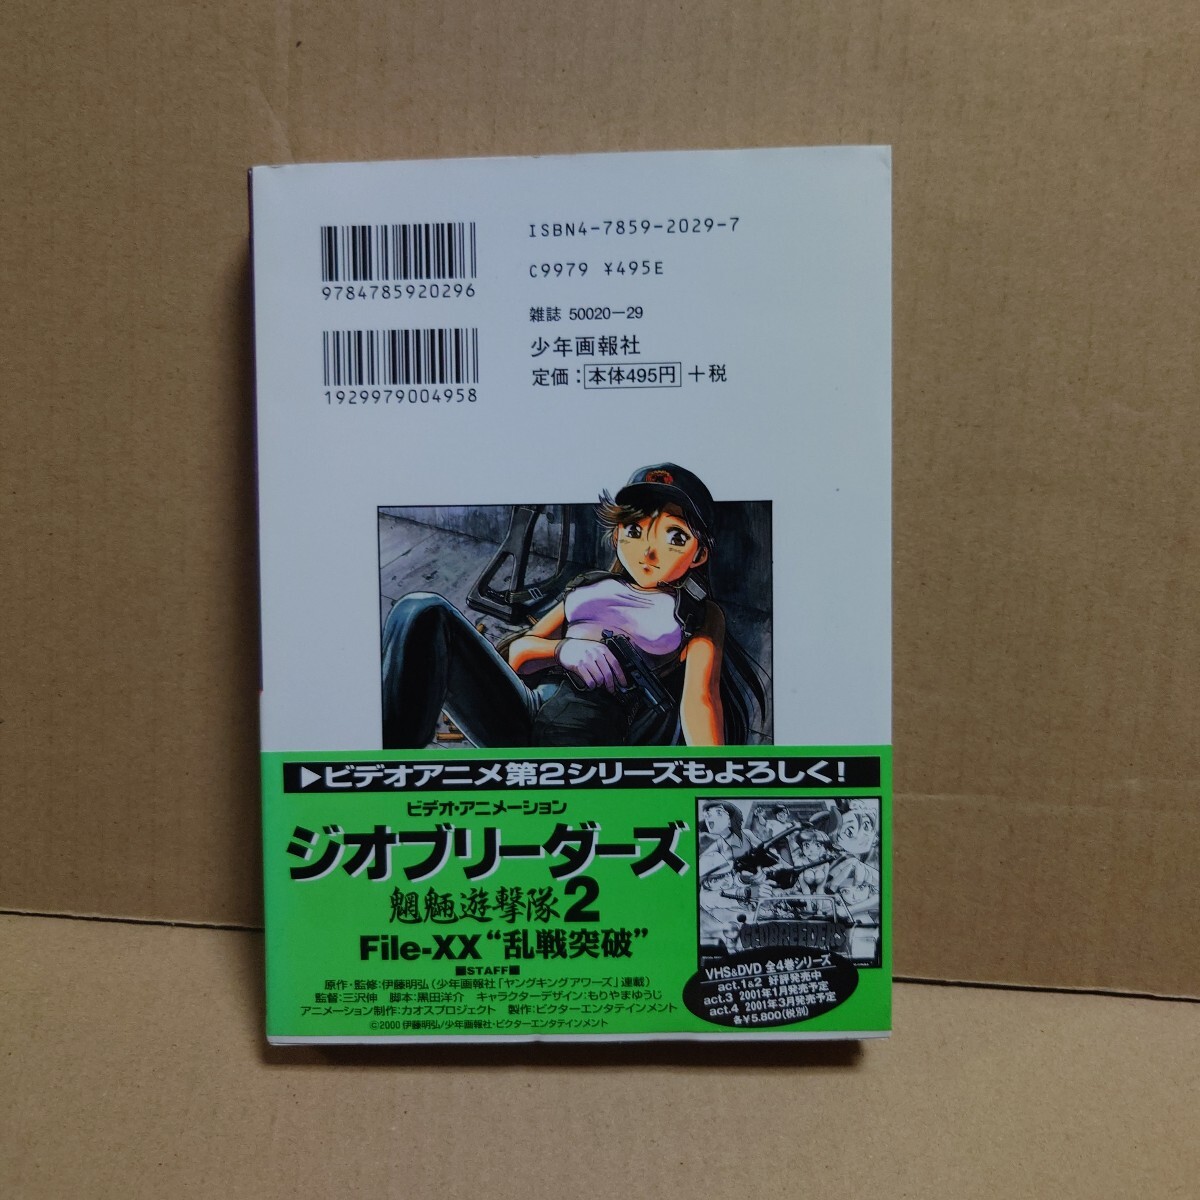 ISBN4-7859-2029-7
9784785920296
C9979 ¥495E
雑誌 50020-29
1929979004958
少年画報社
定価：本体495円＋税
▶ビデオアニメ第2シリーズもよろしく！
ビデオ・アニメーション
ジオブリーダーズ
魍魎遊撃隊2
File-XX“乱戦突破”
■STAFF■
原作・監修：伊藤明弘（少年画報社「ヤングキングアワーズ」連載）
監督：三沢伸　脚本：黒田洋介　キャラクターデザイン：もりやまゆうじ
アニメーション制作：カオスプロジェクト　製作：ビクターエンタテインメント
©2000 伊藤明弘/少年画報社・ビクターエンタテインメント
GEOBREEDERS
VHS&DVD 全4巻シリーズ
act.1&2 好評発売中
act.3 2001年1月発売予定
act.4 2001年3月発売予定
各¥5.800(税別)